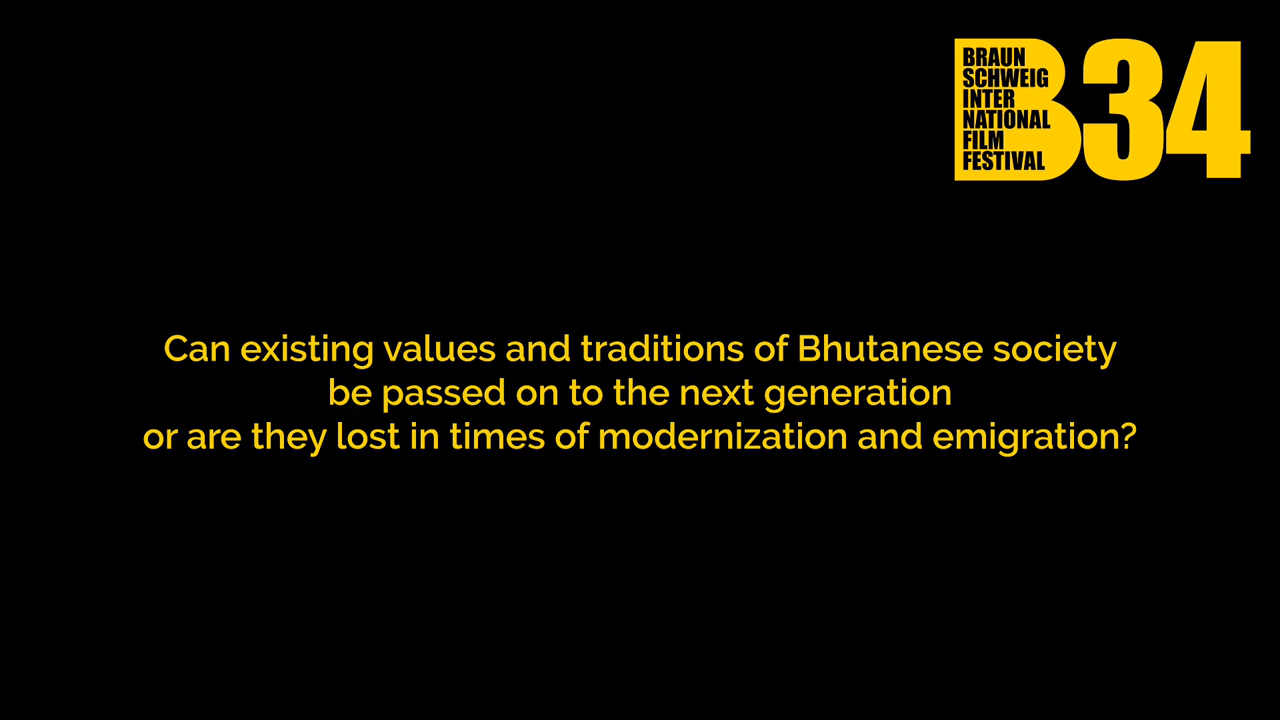 BRAUN
SCHWEIG
INTER
NATIONAL
FILM
FESTIVAL
B34
Can existing values and traditions of Bhutanese society
be passed on to the next generation
or are they lost in times of modernization and emigration?